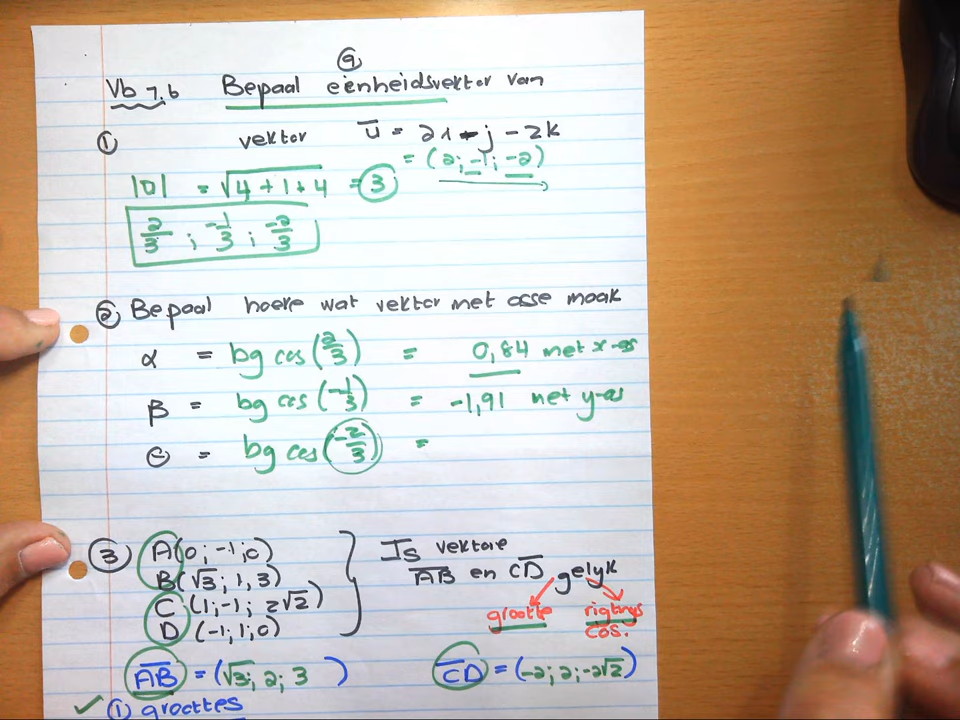 ⓐ
Vb 7.6 Bepaal eenheidsvektor van
① vektor ū = 2i - j - 2k
= (2; -1; -2)
|ū| = √4 + 1 + 4 = 3
2/3 ; -1/3 ; -2/3
② Bepaal hoeke wat vektor met asse maak
α = bg cos (2/3) = 0,84 met x-as
β = bg cos (-1/3) = -1,91 met y-as
θ = bg cos (-2/3) =
③ A(0; -1; 0)
B(√3; 1; 3)
C (1; -1; 2√2)
D (-1; 1; 0)
Is vektore
AB en CD gelyk
grootte rigtings
cos.
AB = (√3; 2; 3 ) CD = (-2; 2; -2√2)
✓ ① groottes